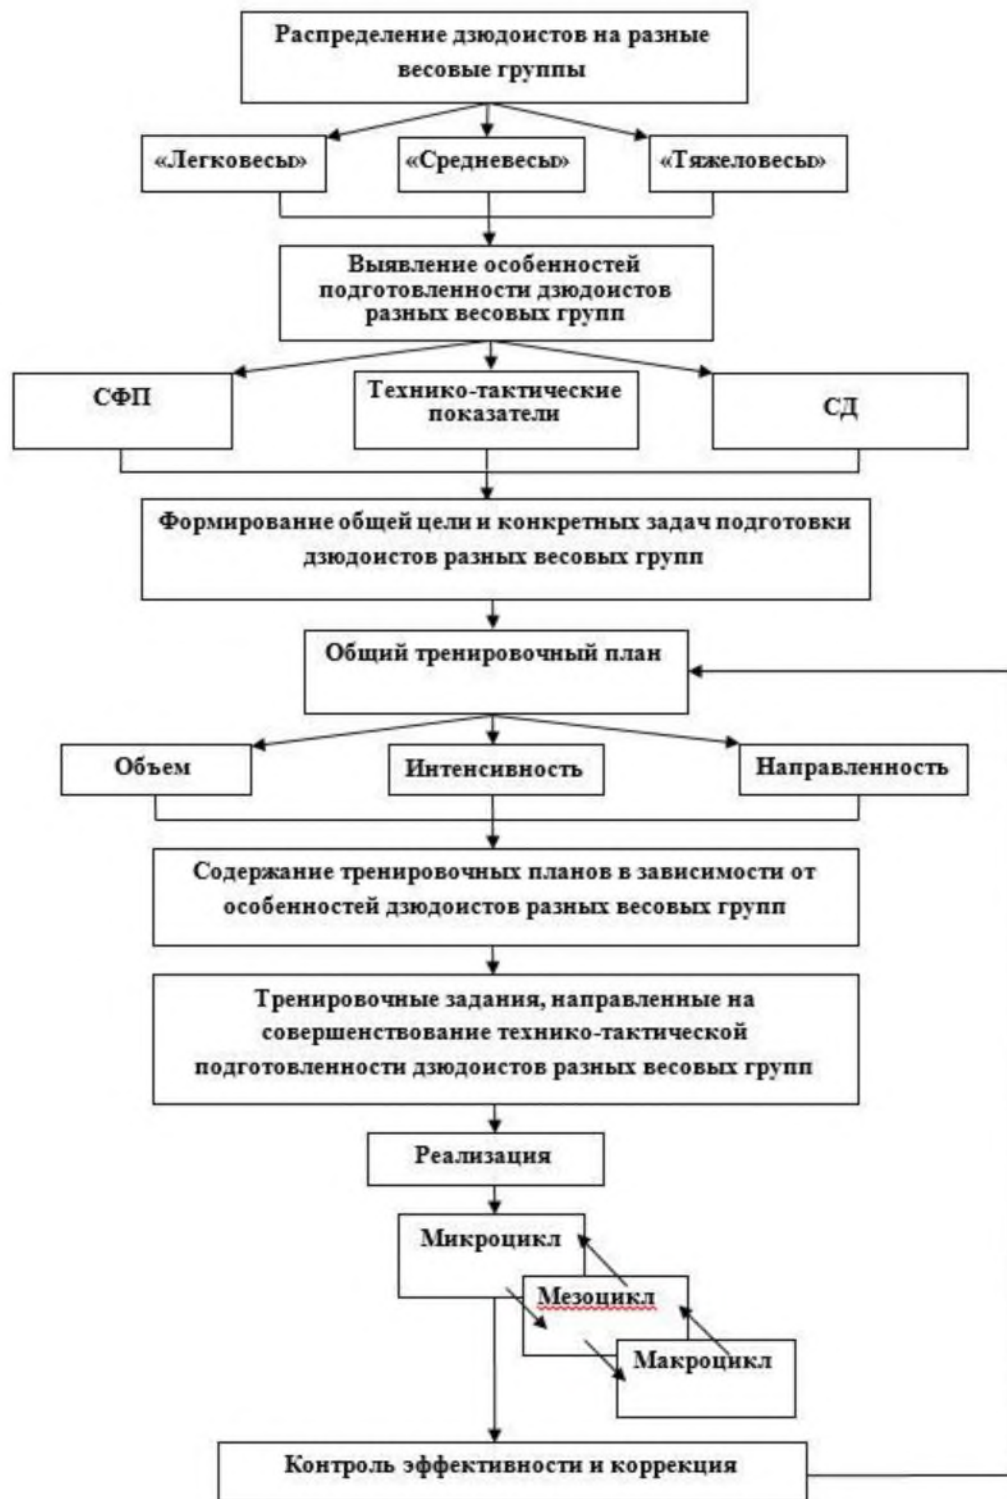 Распределение дзюдоистов на разные
весовые группы
«Легковесы»
«Средневесы»
«Тяжеловесы»
Выявление особенностей
подготовленности дзюдоистов
разных весовых групп
СФП
Технико-тактические
показатели
СД
Формирование общей цели и конкретных задач подготовки
дзюдоистов разных весовых групп
Общий тренировочный план
Объем
Интенсивность
Направленность
Содержание тренировочных планов в зависимости от
особенностей дзюдоистов разных весовых групп
Тренировочные задания, направленные на
совершенствование технико-тактической
подготовленности дзюдоистов разных весовых групп
Реализация
Микроцикл
Мезоцикл
Макроцикл
Контроль эффективности и коррекция